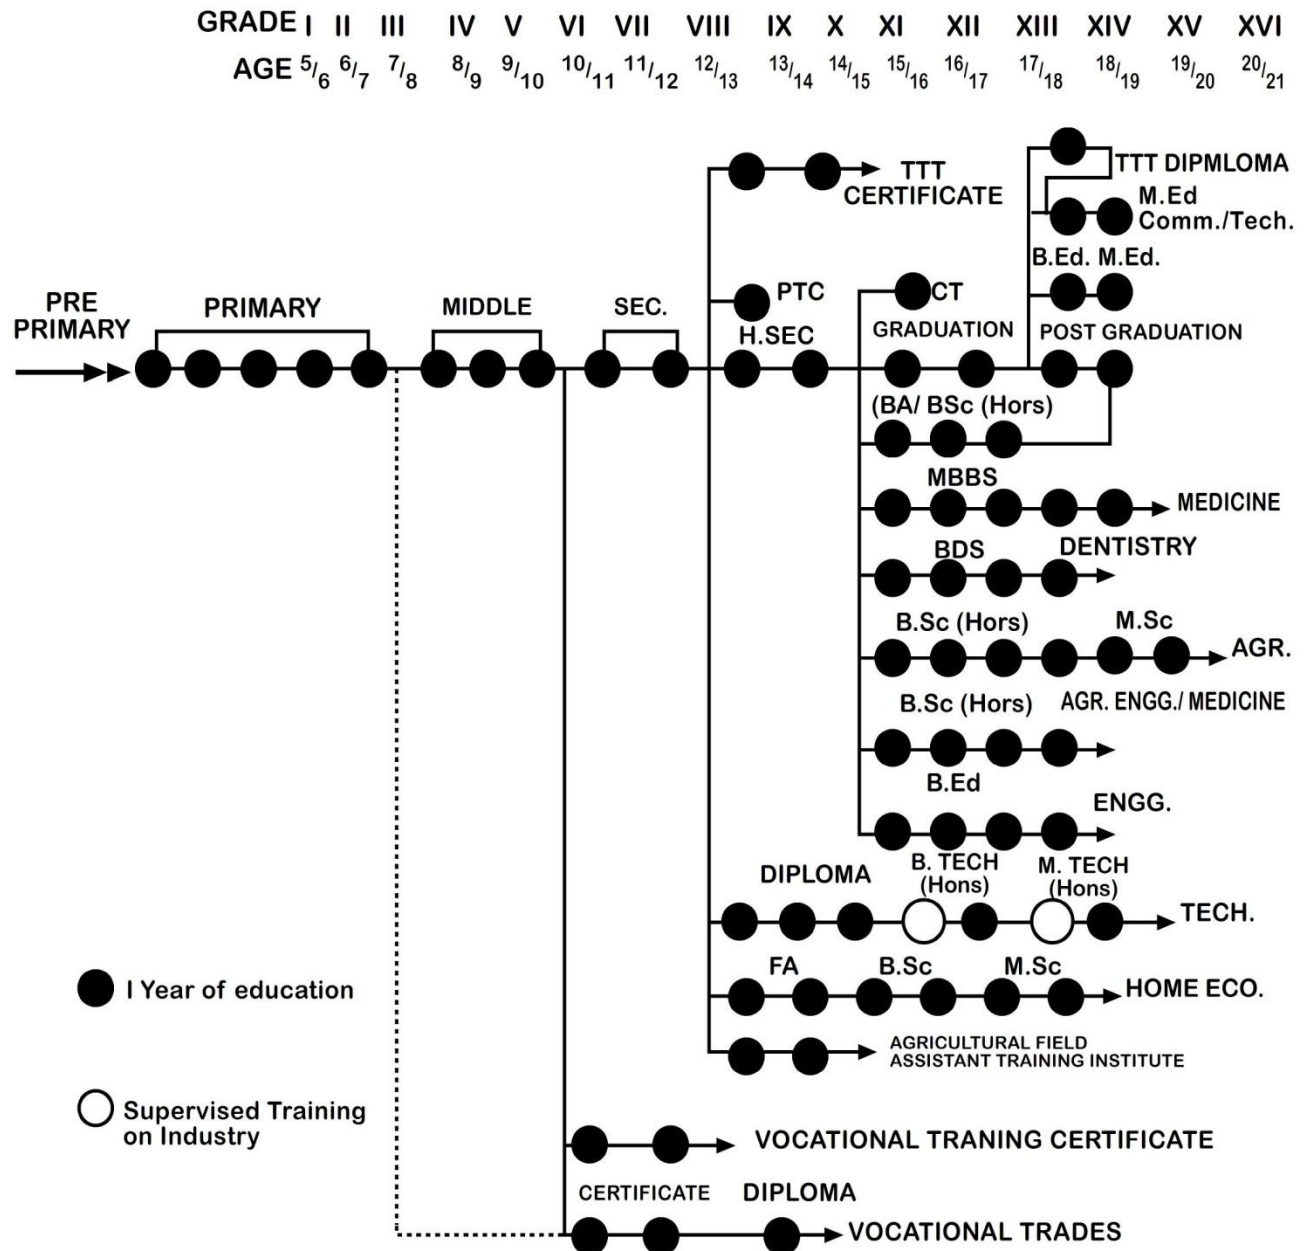 GRADE I II III IV V VI VII VIII IX X XI XII XIII XIV XV XVI
AGE 5/6 6/7 7/8 8/9 9/10 10/11 11/12 12/13 13/14 14/15 15/16 16/17 17/18 18/19 19/20 20/21
TTT
CERTIFICATE
TTT DIPMLOMA
M.Ed
Comm./Tech.
B.Ed. M.Ed.
PRE
PRIMARY
PRIMARY
MIDDLE
SEC.
PTC
H.SEC
CT
GRADUATION
POST GRADUATION
(BA/ BSc (Hors)
MBBS
MEDICINE
BDS
DENTISTRY
B.Sc (Hors)
M.Sc
AGR.
B.Sc (Hors)
AGR. ENGG./ MEDICINE
B.Ed
ENGG.
DIPLOMA
B. TECH
(Hons)
M. TECH
(Hons)
TECH.
FA
B.Sc
M.Sc
HOME ECO.
AGRICULTURAL FIELD
ASSISTANT TRAINING INSTITUTE
I Year of education
Supervised Training
on Industry
VOCATIONAL TRANING CERTIFICATE
CERTIFICATE
DIPLOMA
VOCATIONAL TRADES